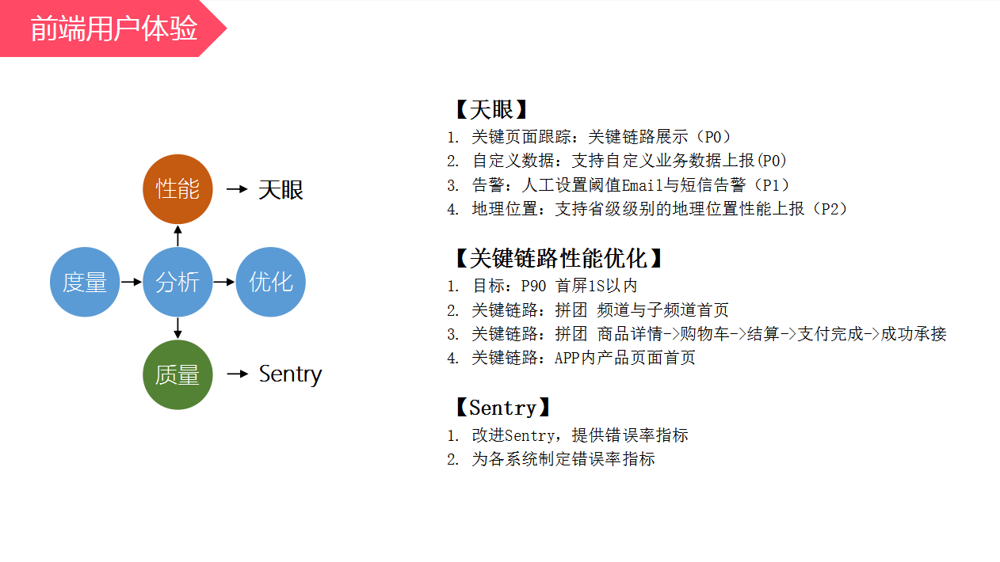 前端用户体验
性能
天眼
度量
分析
优化
质量
Sentry
【天眼】
1. 关键页面跟踪：关键链路展示（P0）
2. 自定义数据：支持自定义业务数据上报(P0)
3. 告警：人工设置阈值Email与短信告警（P1）
4. 地理位置：支持省级级别的地理位置性能上报（P2）
【关键链路性能优化】
1. 目标：P90 首屏1S以内
2. 关键链路：拼团 频道与子频道首页
3. 关键链路：拼团 商品详情->购物车->结算->支付完成->成功承接
4. 关键链路：APP内产品页面首页
【Sentry】
1. 改进Sentry，提供错误率指标
2. 为各系统制定错误率指标